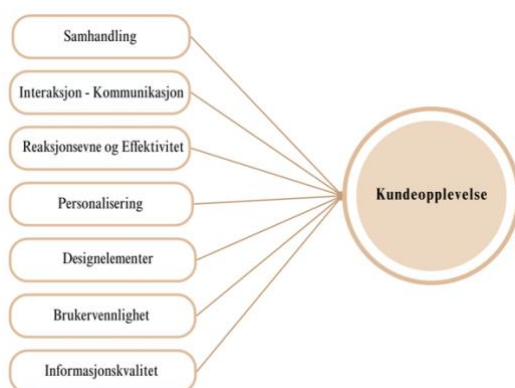 Samhandling
Interaksjon - Kommunikasjon
Reaksjonsevne og Effektivitet
Personalisering
Designelementer
Brukervennlighet
Informasjonskvalitet
Kundeopplevelse